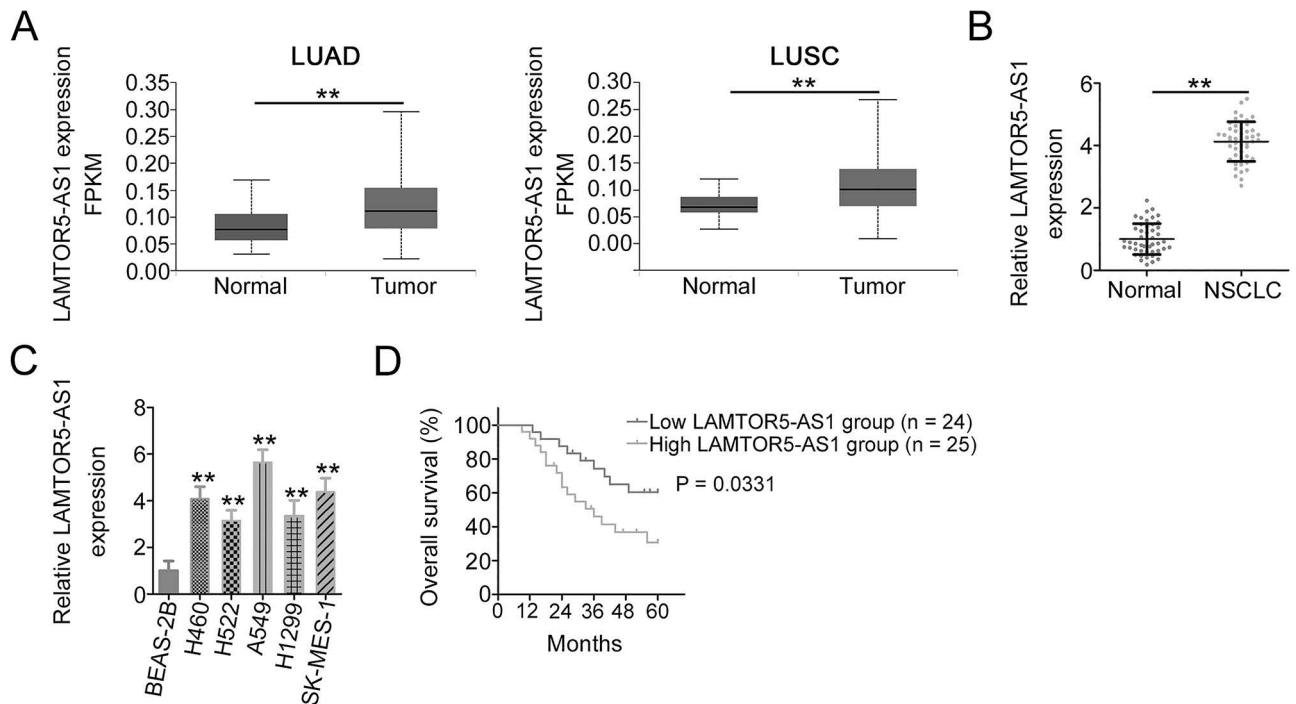 A
LAMTOR5-AS1 expression
FPKM
LUAD
**
0.35
0.30
0.25
0.20
0.15
0.10
0.05
0.00
Normal
Tumor
LAMTOR5-AS1 expression
FPKM
LUSC
**
0.30
0.25
0.20
0.15
0.10
0.05
0.00
Normal
Tumor
B
Relative LAMTOR5-AS1
expression
**
6
4
2
0
Normal
NSCLC
C
Relative LAMTOR5-AS1
expression
8
6
4
2
0
**
**
**
**
**
BEAS-2B
H460
H522
A549
H1299
SK-MES-1
D
Overall survival (%)
100
80
60
40
20
0
0 12 24 36 48 60
Months
Low LAMTOR5-AS1 group (n = 24)
High LAMTOR5-AS1 group (n = 25)
P = 0.0331